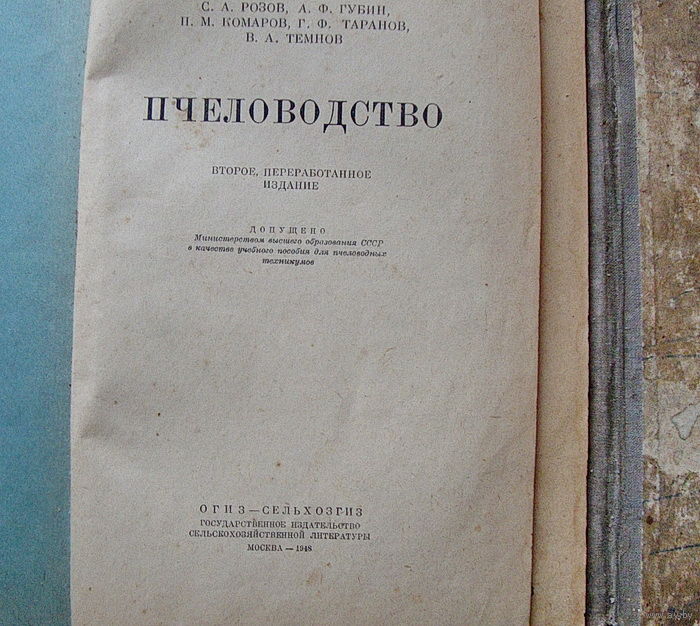 С. А. РОЗОВ, А. Ф. ГУБИН,
П. М. КОМАРОВ, Г. Ф. ТАРАНОВ,
В. А. ТЕМНОВ
ПЧЕЛОВОДСТВО
ВТОРОЕ, ПЕРЕРАБОТАННОЕ
ИЗДАНИЕ
ДОПУЩЕНО
Министерством высшего образования СССР
в качестве учебного пособия для пчеловодных
техникумов
ОГИЗ — СЕЛЬХОЗГИЗ
ГОСУДАРСТВЕННОЕ ИЗДАТЕЛЬСТВО
СЕЛЬСКОХОЗЯЙСТВЕННОЙ ЛИТЕРАТУРЫ
МОСКВА — 1948